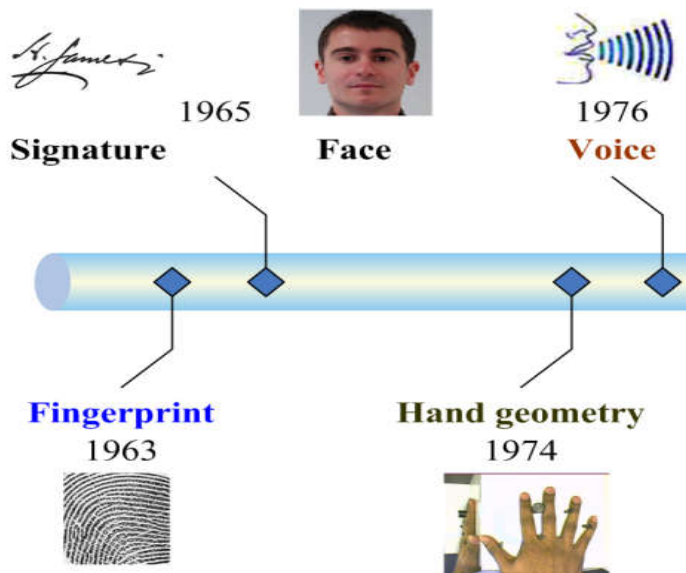 1965
1976
Signature
Face
Voice
Fingerprint
Hand geometry
1963
1974